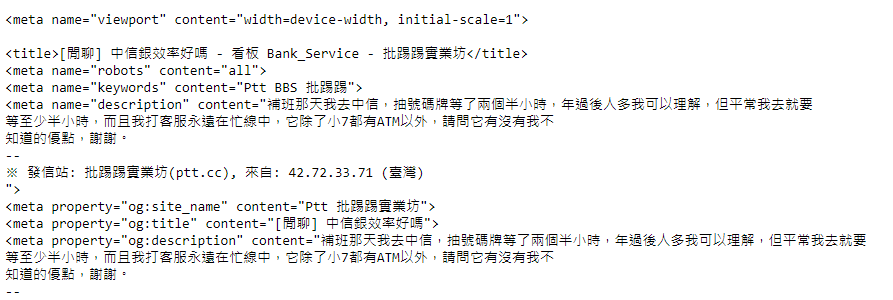 <meta name="viewport" content="width=device-width, initial-scale=1">
<title>[閒聊] 中信銀效率好嗎 - 看板 Bank_Service - 批踢踢實業坊</title>
<meta name="robots" content="all">
<meta name="keywords" content="Ptt BBS 批踢踢">
<meta name="description" content="補班那天我去中信，抽號碼牌等了兩個半小時，年過後人多我可以理解，但平常我去就要
等至少半小時，而且我打客服永遠在忙線中，它除了小7都有ATM以外，請問它有沒有我不
知道的優點，謝謝。
--
※ 發信站: 批踢踢實業坊(ptt.cc), 來自: 42.72.33.71 (臺灣)
">
<meta property="og:site_name" content="Ptt 批踢踢實業坊">
<meta property="og:title" content="[閒聊] 中信銀效率好嗎">
<meta property="og:description" content="補班那天我去中信，抽號碼牌等了兩個半小時，年過後人多我可以理解，但平常我去就要
等至少半小時，而且我打客服永遠在忙線中，它除了小7都有ATM以外，請問它有沒有我不
知道的優點，謝謝。
--